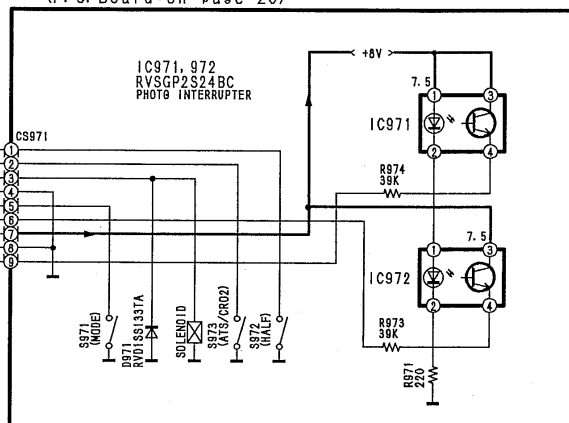 IC971, 972
RVSGP2S24BC
PHOTO INTERRUPTER
+8V
CS971
1
2
3
4
5
6
7
8
9
7.5
1
3
IC971
2
4
R974
39K
7.5
1
3
IC972
2
4
R973
39K
R971
220
S971
(MODE)
D971
RVD1SS133TA
SOLENOID
S973
(ATS/CRO2)
S972
(HALF)